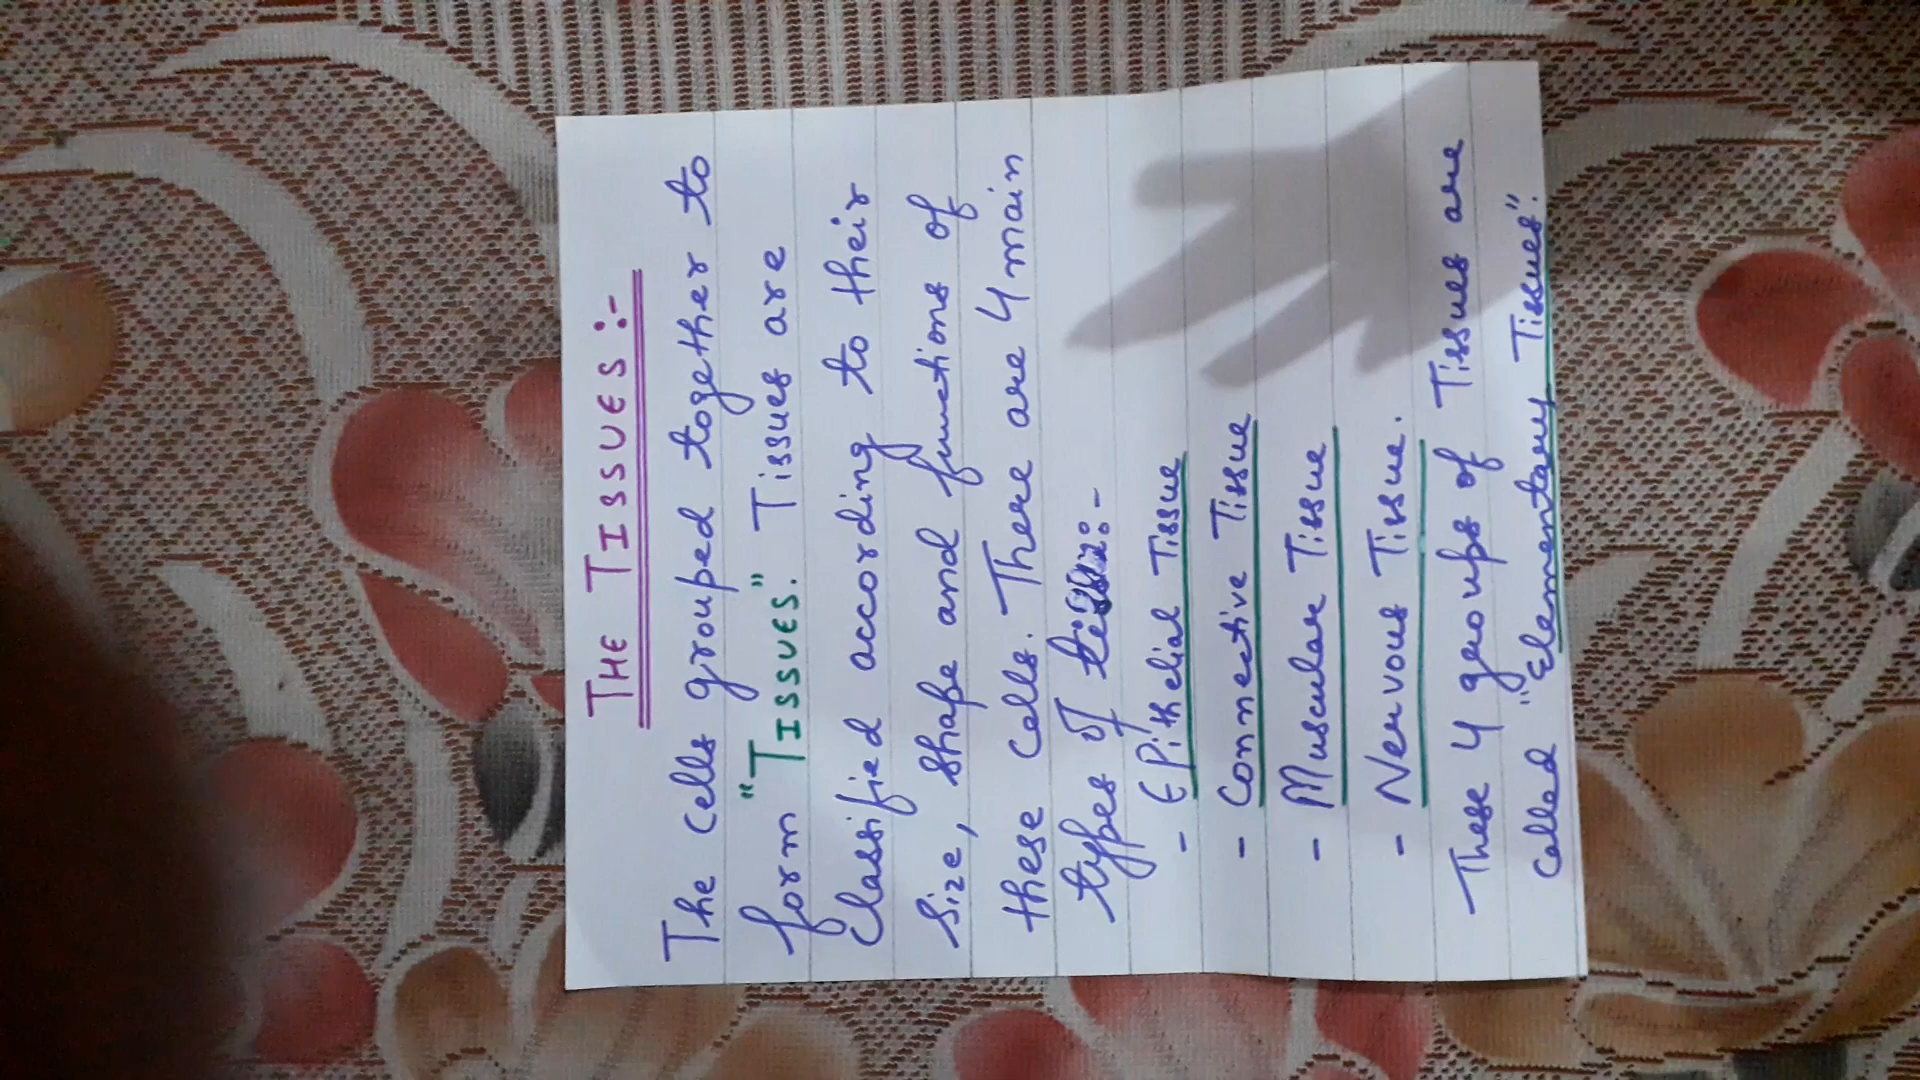 THE TISSUES:-
The cells grouped together to
form "TISSUES". Tissues are
Classified according to their
Size, shape and functions of
these cells. There are 4 main
types of :-
- EPithelial Tissue
- Connective Tissue
- Muscular Tissue
- Nervous Tissue.
These 4 groups of Tissues are
called "Elementary Tissues".